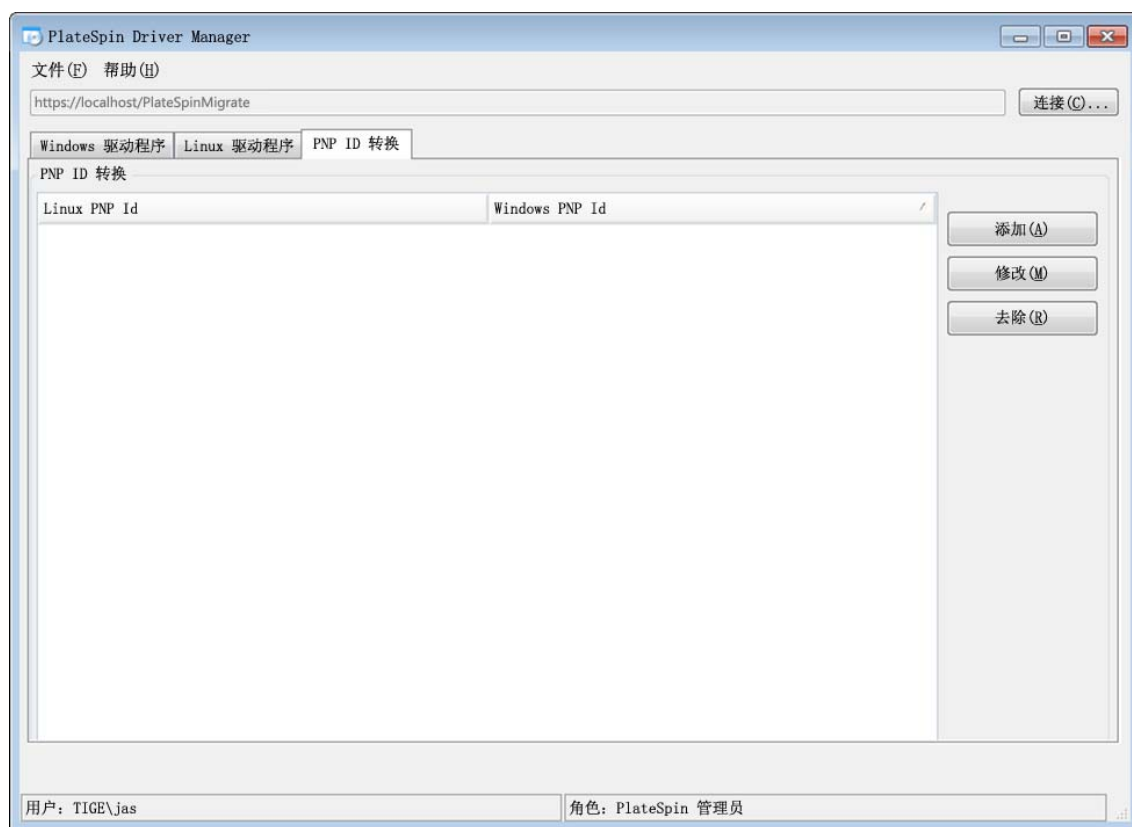 PlateSpin Driver Manager
文件(F) 帮助(H)
https://localhost/PlateSpinMigrate 连接(C)...
Windows 驱动程序 Linux 驱动程序 PNP ID 转换
PNP ID 转换
Linux PNP Id Windows PNP Id
添加(A)
修改(M)
去除(R)
用户: TIGE\jas 角色: PlateSpin 管理员